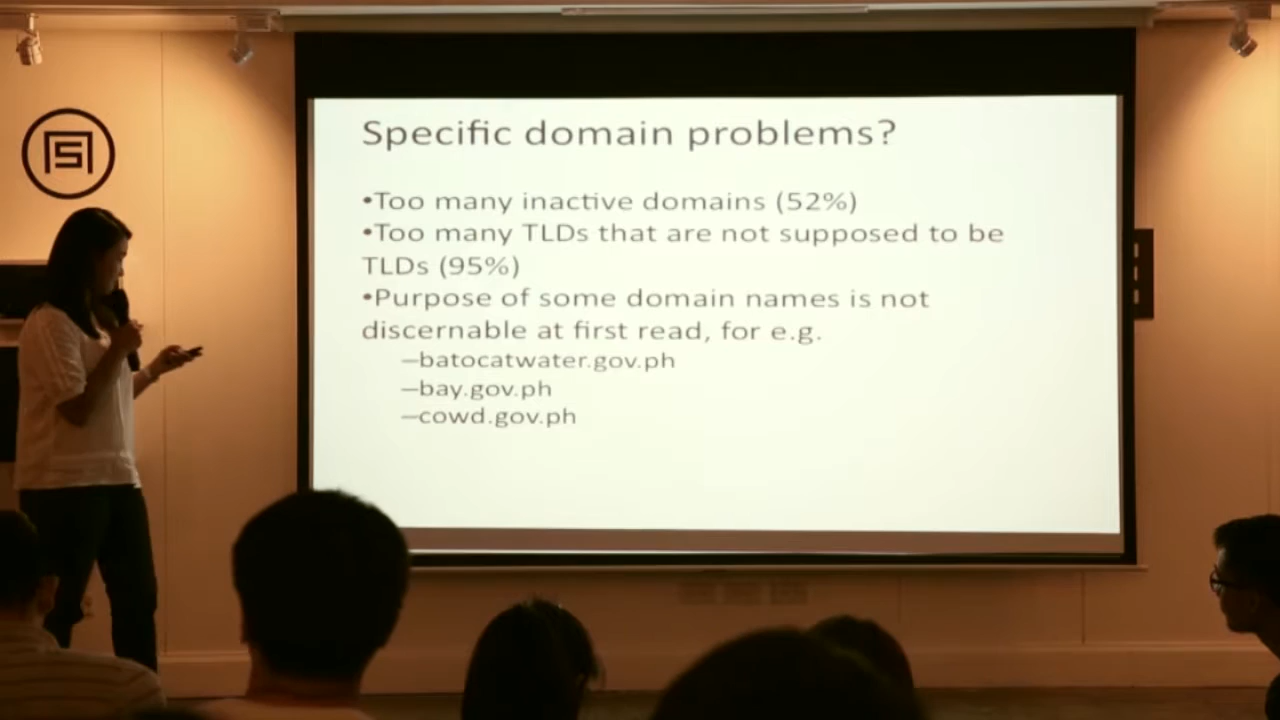 Specific domain problems?
•Too many inactive domains (52%)
•Too many TLDs that are not supposed to be
TLDs (95%)
•Purpose of some domain names is not
discernable at first read, for e.g.
–batocatwater.gov.ph
–bay.gov.ph
–cowd.gov.ph